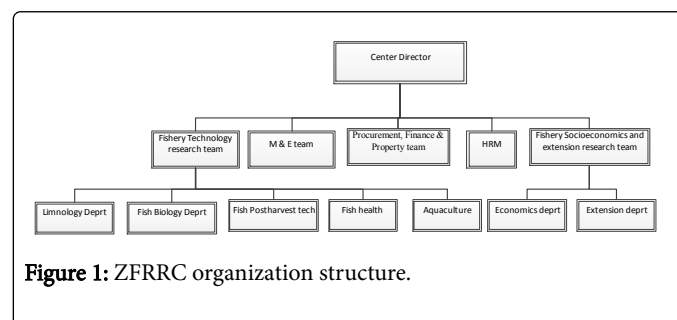 Center Director
Fishery Technology
research team
M & E team
Procurement, Finance &
Property team
HRM
Fishery Socioeconomics and
extension research team
Limnology Deprt
Fish Biology Deprt
Fish Postharvest tech
Fish health
Aquaculture
Economics deprt
Extension deprt
Figure 1: ZFRRC organization structure.